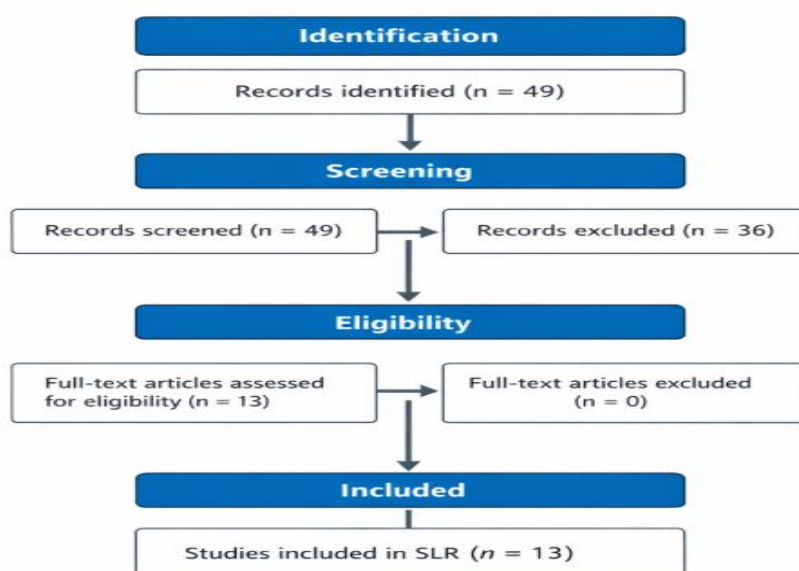 Identification
Records identified (n = 49)
Screening
Records screened (n = 49)
Records excluded (n = 36)
Eligibility
Full-text articles assessed
for eligibility (n = 13)
Full-text articles excluded
(n = 0)
Included
Studies included in SLR (n = 13)